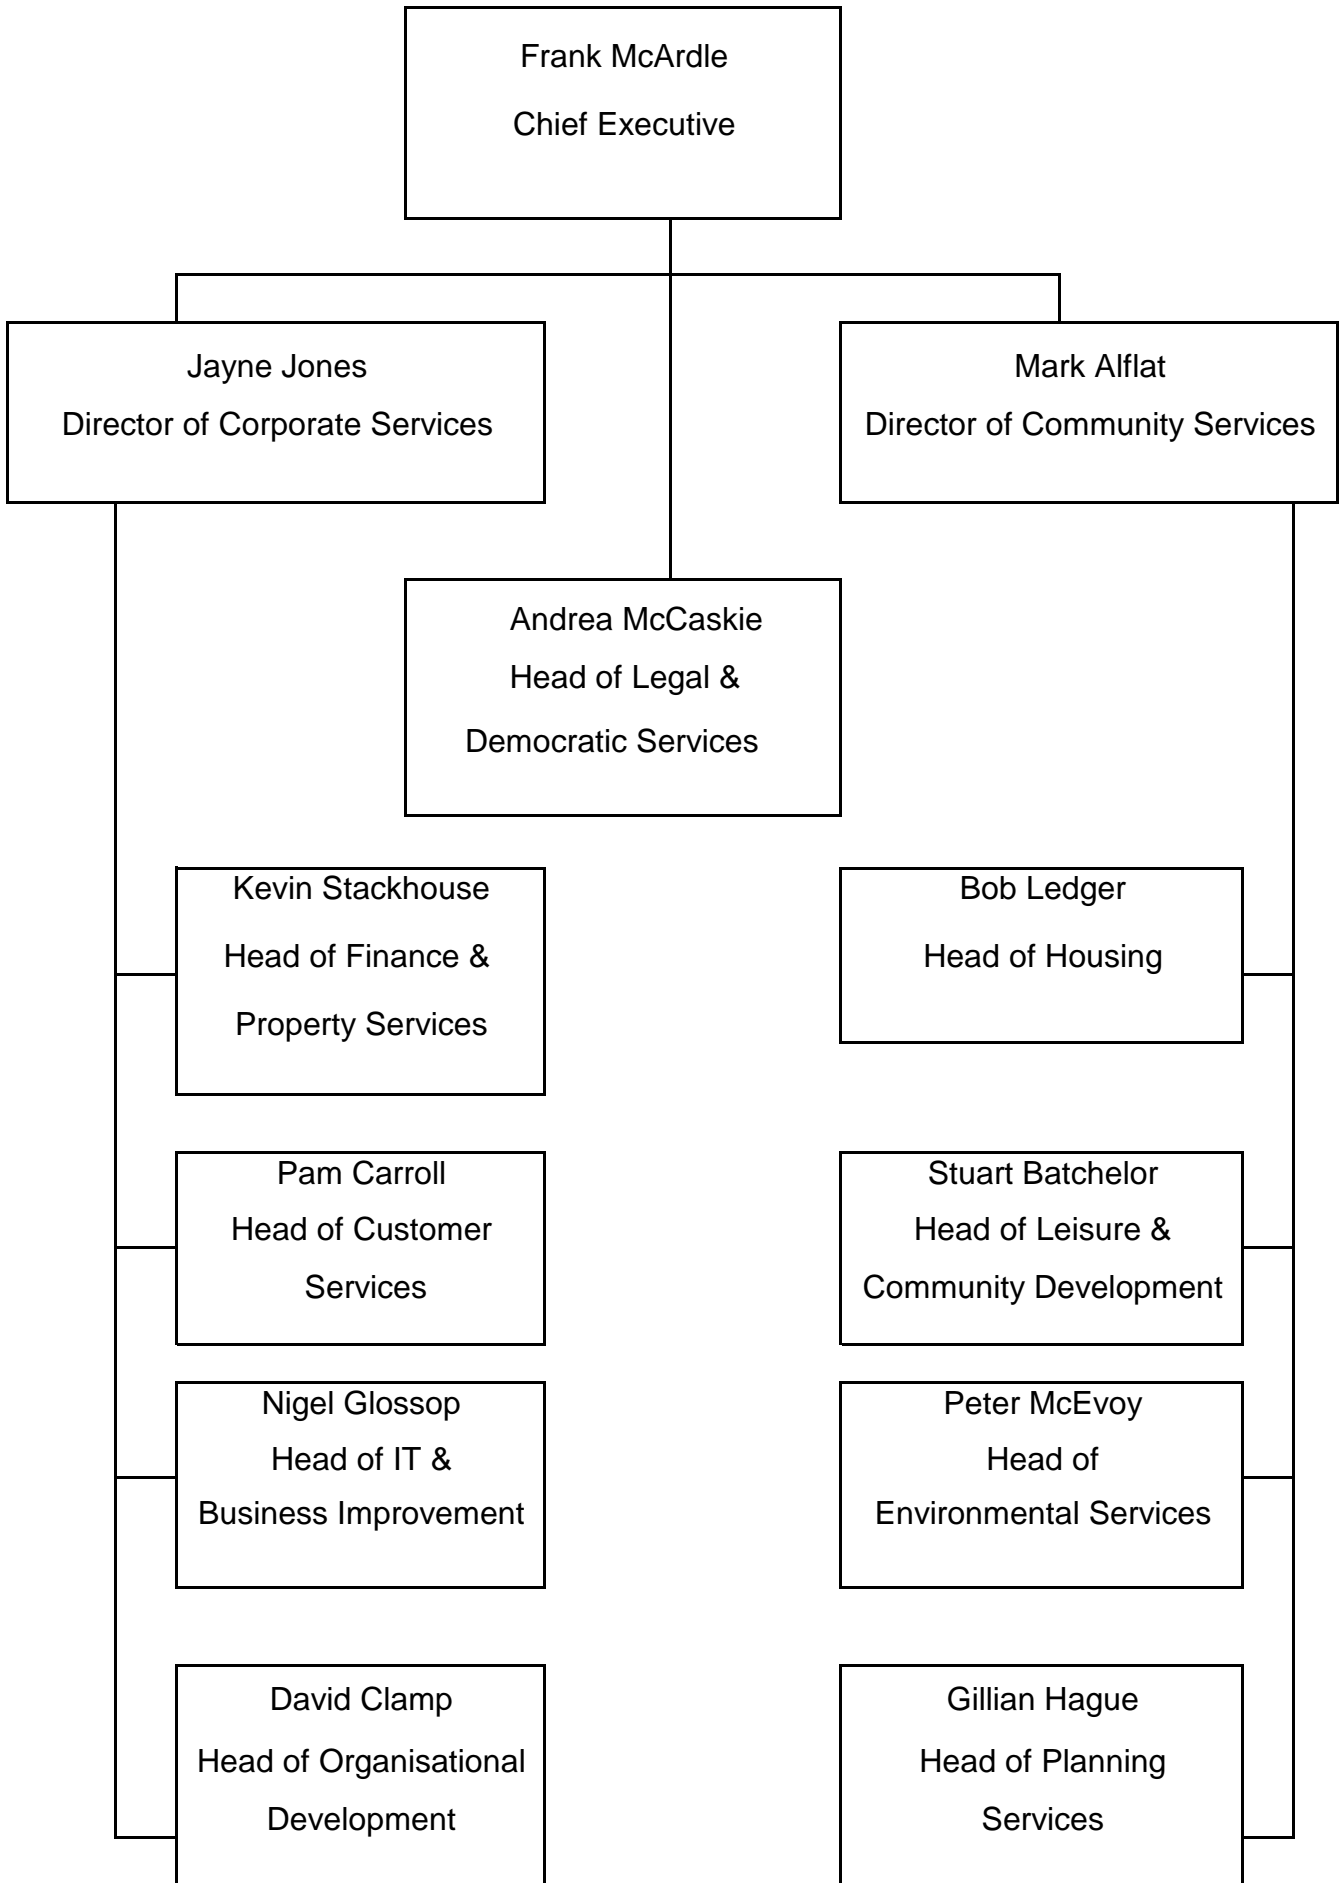 Frank McArdle
Chief Executive
Jayne Jones
Director of Corporate Services
Mark Alflat
Director of Community Services
Andrea McCaskie
Head of Legal &
Democratic Services
Kevin Stackhouse
Head of Finance &
Property Services
Bob Ledger
Head of Housing
Pam Carroll
Head of Customer
Services
Stuart Batchelor
Head of Leisure &
Community Development
Nigel Glossop
Head of IT &
Business Improvement
Peter McEvoy
Head of
Environmental Services
David Clamp
Head of Organisational
Development
Gillian Hague
Head of Planning
Services